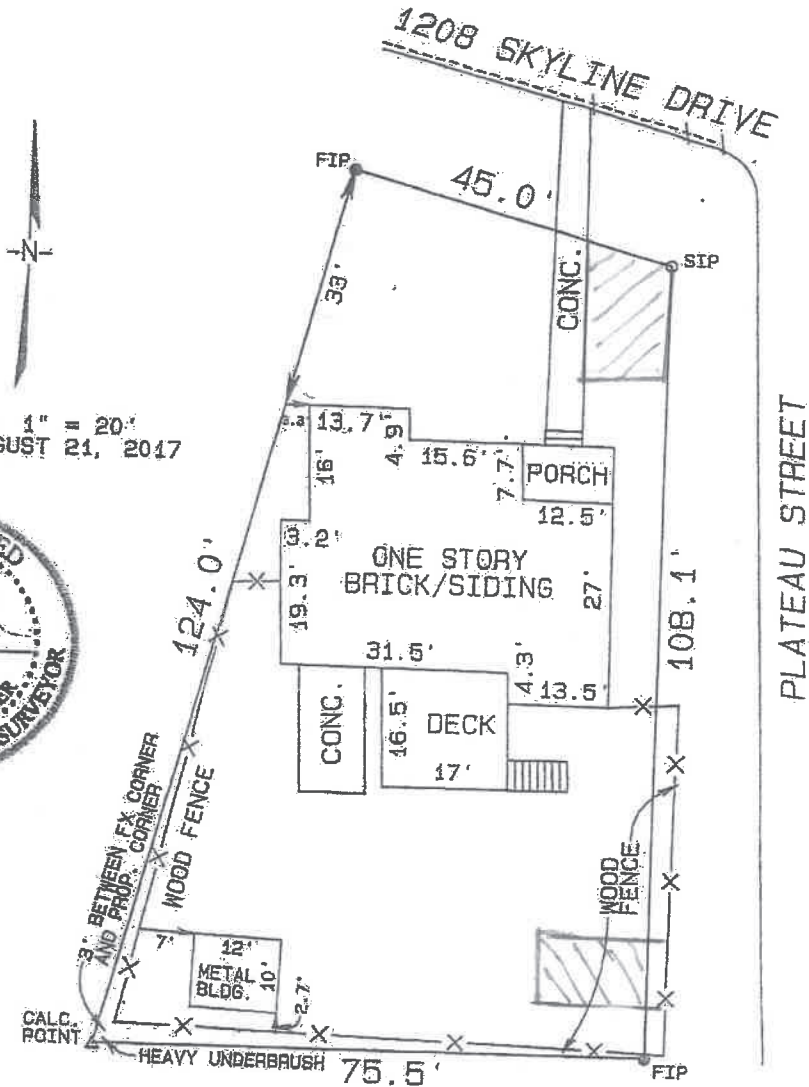 1208 SKYLINE DRIVE
FIP
45.0'
SIP
-N-
33'
CONC.
1" = 20'
GUST 21, 2017
13.7'
4.9
15.6'
7.7'
PORCH
16'
12.5'
PLATEAU STREET
3.2'
ONE STORY
BRICK/SIDING
19.3'
27'
124.0'
108.1'
SURVEYOR
31.5'
4.3'
13.5'
CONC.
16.5'
DECK
17'
3' BETWEEN FX CORNER
AND PROP. CORNER
WOOD FENCE
WOOD
FENCE
7'
12'
METAL
BLDG.
10'
2.7'
CALC.
POINT
HEAVY UNDERBRUSH
75.5'
FIP